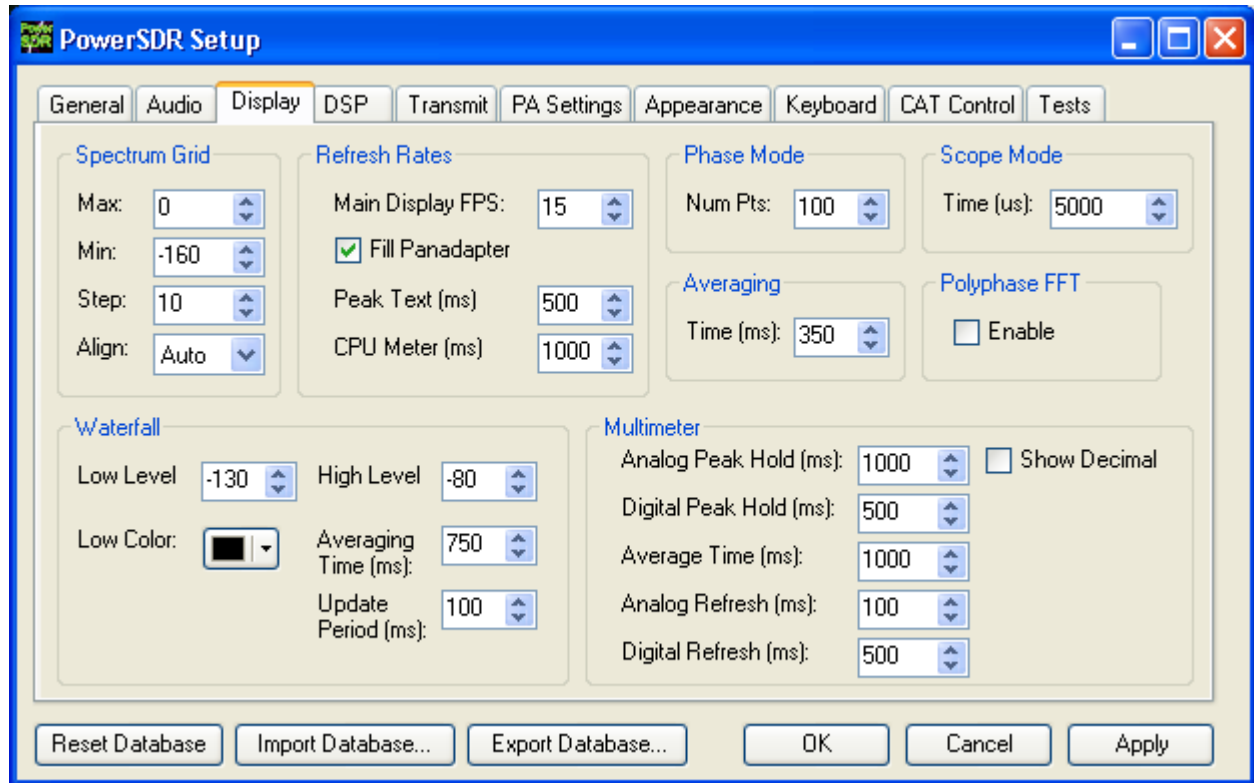 Power SDR PowerSDR Setup
General Audio Display DSP Transmit PA Settings Appearance Keyboard CAT Control Tests
Spectrum Grid
Max: 0
Min: -160
Step: 10
Align: Auto
Refresh Rates
Main Display FPS: 15
Fill Panadapter
Peak Text (ms) 500
CPU Meter (ms) 1000
Phase Mode
Num Pts: 100
Scope Mode
Time (us): 5000
Averaging
Time (ms): 350
Polyphase FFT
Enable
Waterfall
Low Level -130 High Level -80
Low Color:
Averaging
Time (ms): 750
Update
Period (ms): 100
Multimeter
Analog Peak Hold (ms): 1000 Show Decimal
Digital Peak Hold (ms): 500
Average Time (ms): 1000
Analog Refresh (ms): 100
Digital Refresh (ms): 500
Reset Database Import Database... Export Database... OK Cancel Apply